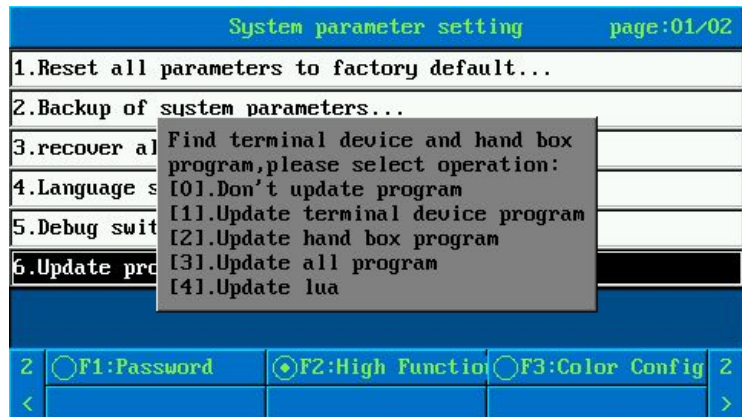 System parameter setting page:01/02
1.Reset all parameters to factory default...
2.Backup of system parameters...
3.recover al
4.Language s
5.Debug swit
6.Update pro
Find terminal device and hand box
program,please select operation:
[0].Don't update program
[1].Update terminal device program
[2].Update hand box program
[3].Update all program
[4].Update lua
2 F1:Password F2:High Functio F3:Color Config 2
< >